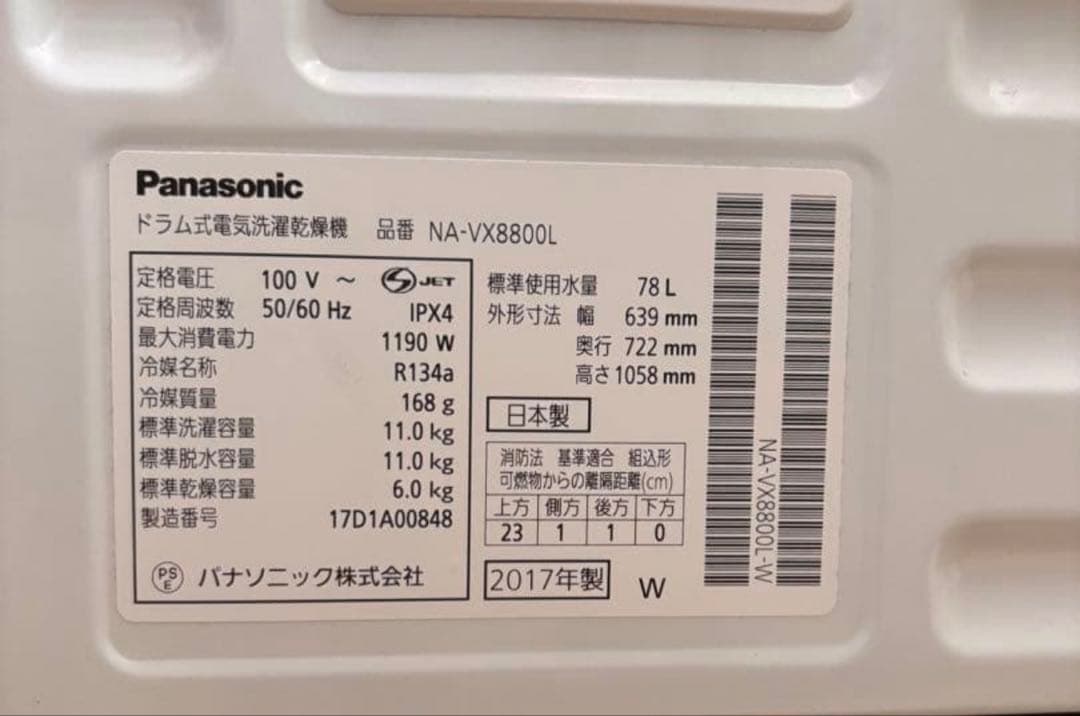 Panasonic
ドラム式電気洗濯乾燥機 品番 NA-VX8800L
定格電圧 100 V ～ JET
定格周波数 50/60 Hz IPX4
最大消費電力 1190 W
冷媒名称 R134a
冷媒質量 168 g
標準洗濯容量 11.0 kg
標準脱水容量 11.0 kg
標準乾燥容量 6.0 kg
製造番号 17D1A00848
PS E パナソニック株式会社
標準使用水量 78 L
外形寸法 幅 639 mm
奥行 722 mm
高さ 1058 mm
日本製
消防法 基準適合 組込形
可燃物からの離隔距離(cm)
上方 側方 後方 下方
23 1 1 0
2017年製 W
NA-VX8800L-W